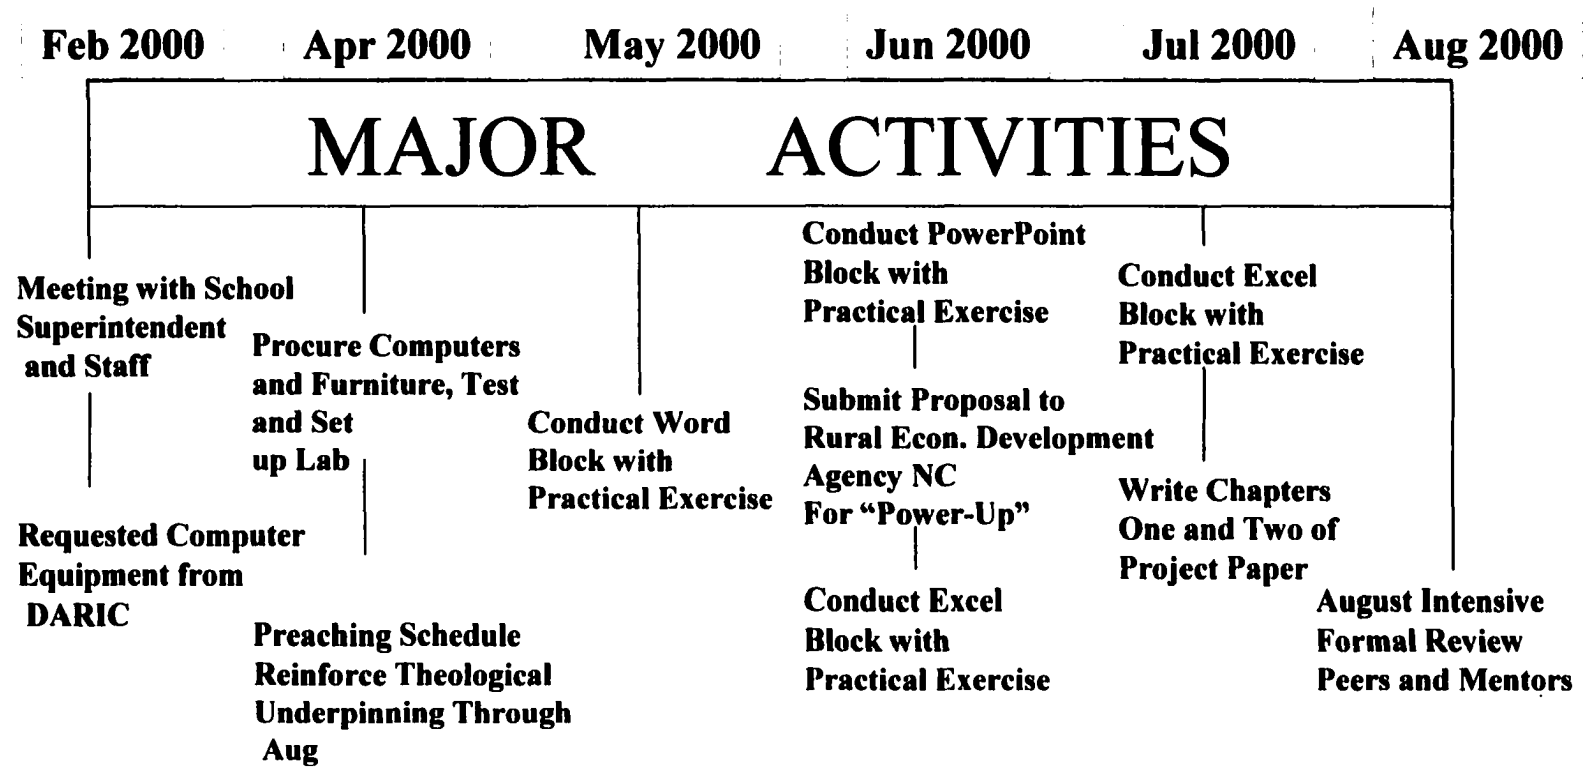 Feb 2000 Apr 2000 May 2000 Jun 2000 Jul 2000 Aug 2000
MAJOR ACTIVITIES
Meeting with School
Superintendent
and Staff
Requested Computer
Equipment from
DARIC
Procure Computers
and Furniture, Test
and Set
up Lab
Preaching Schedule
Reinforce Theological
Underpinning Through
Aug
Conduct Word
Block with
Practical Exercise
Conduct PowerPoint
Block with
Practical Exercise
Submit Proposal to
Rural Econ. Development
Agency NC
For “Power-Up”
Conduct Excel
Block with
Practical Exercise
Conduct Excel
Block with
Practical Exercise
Write Chapters
One and Two of
Project Paper
August Intensive
Formal Review
Peers and Mentors